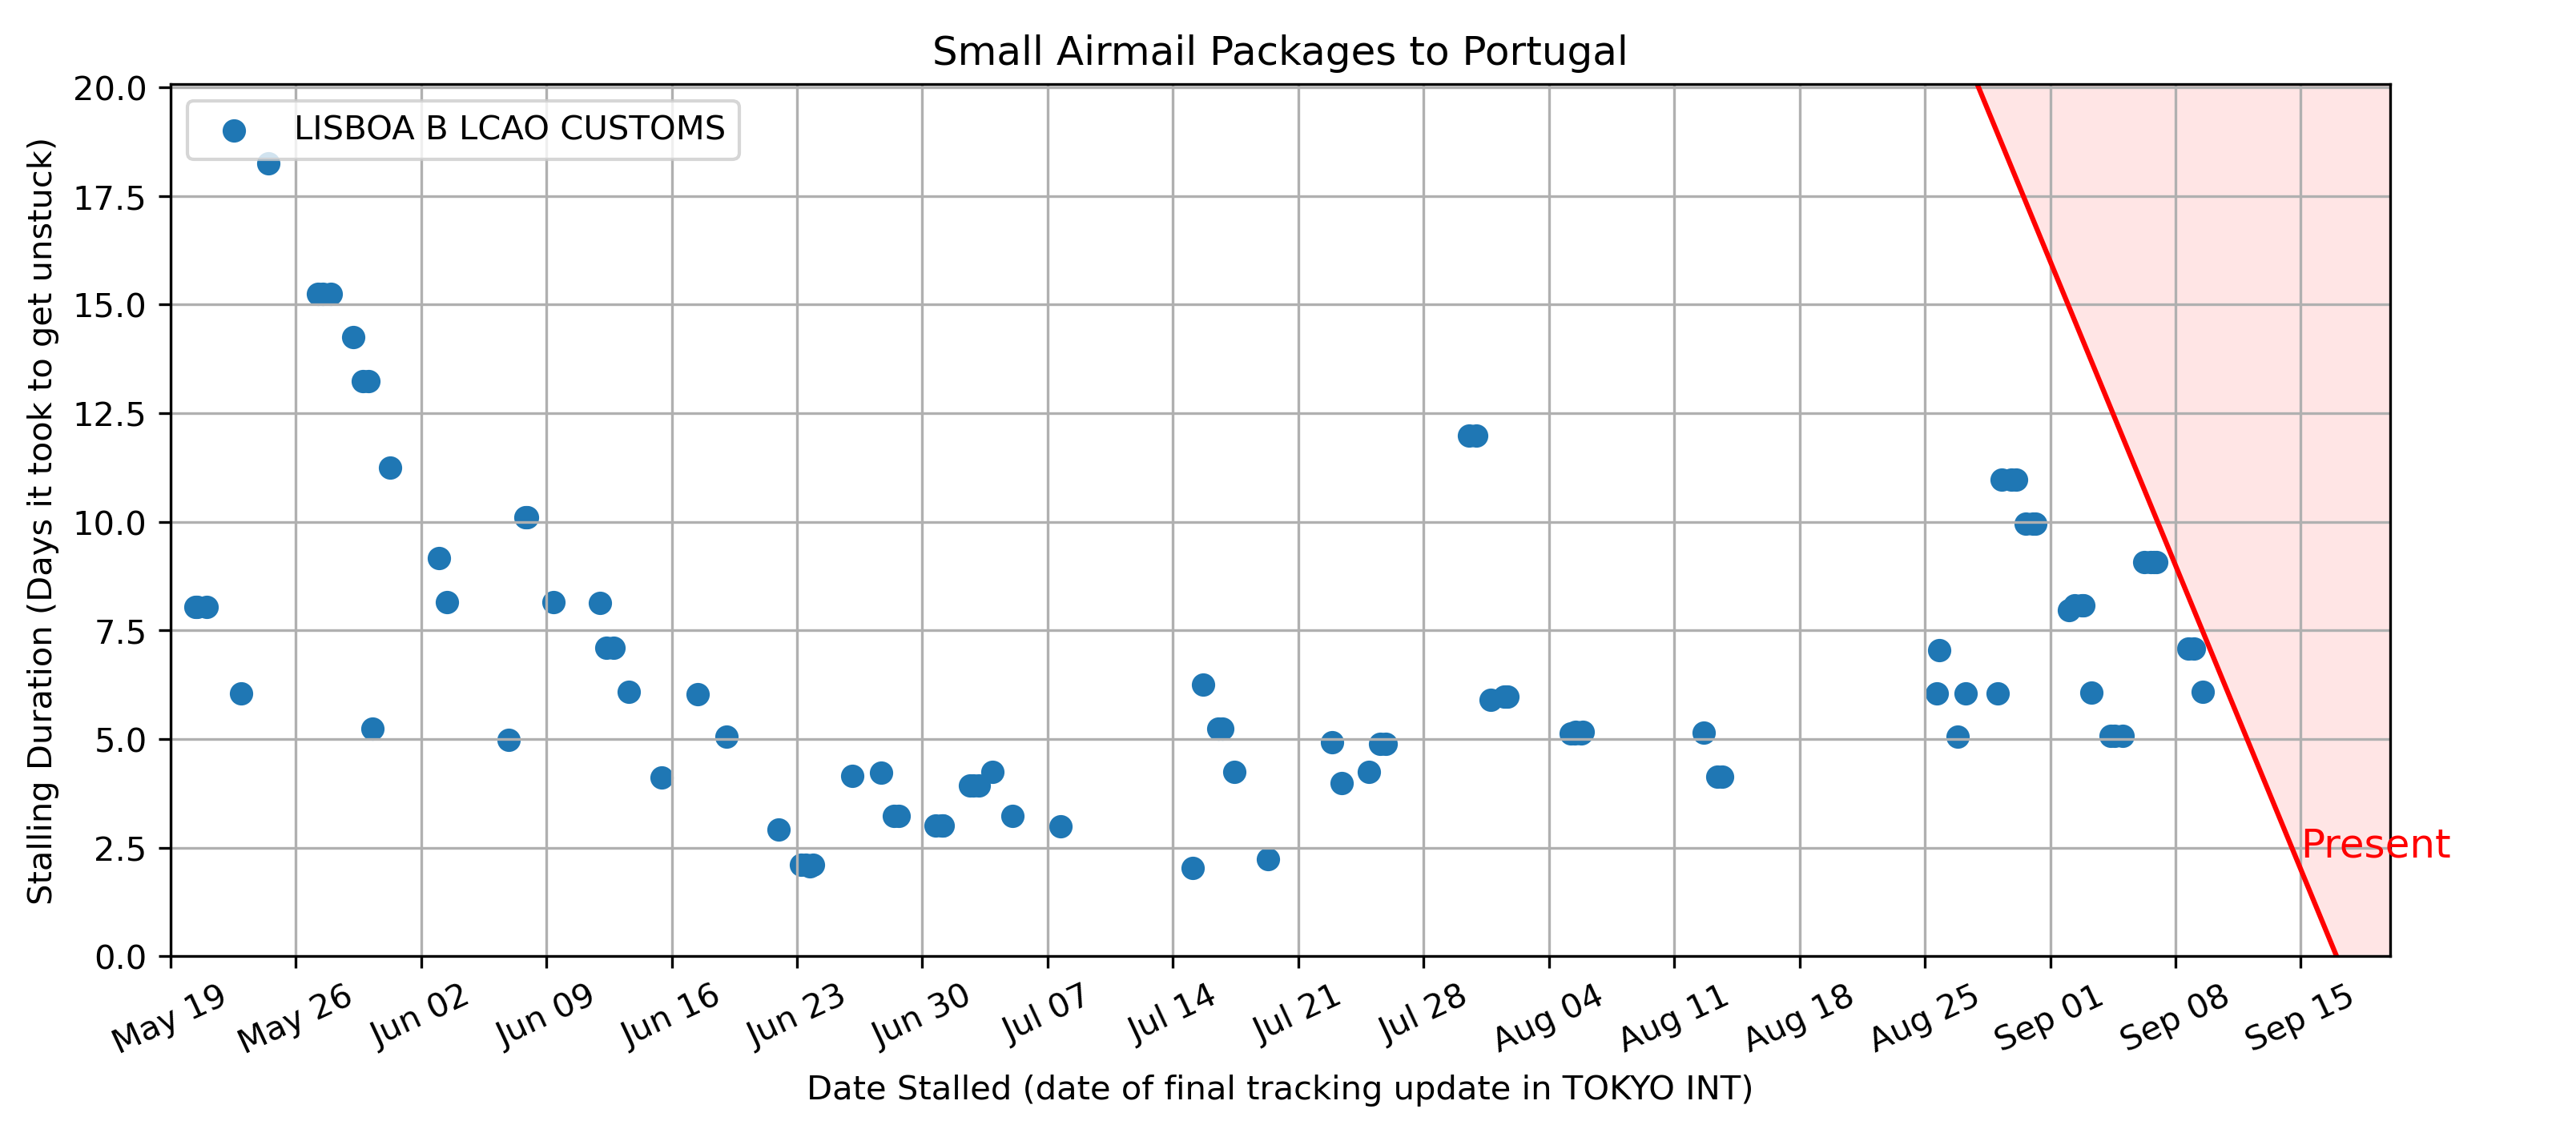 Small Airmail Packages to Portugal
LISBOA B LCAO CUSTOMS
Stalling Duration (Days it took to get unstuck)
20.0
17.5
15.0
12.5
10.0
7.5
5.0
2.5
0.0
Present
May 19
May 26
Jun 02
Jun 09
Jun 16
Jun 23
Jun 30
Jul 07
Jul 14
Jul 21
Jul 28
Aug 04
Aug 11
Aug 18
Aug 25
Sep 01
Sep 08
Sep 15
Date Stalled (date of final tracking update in TOKYO INT)